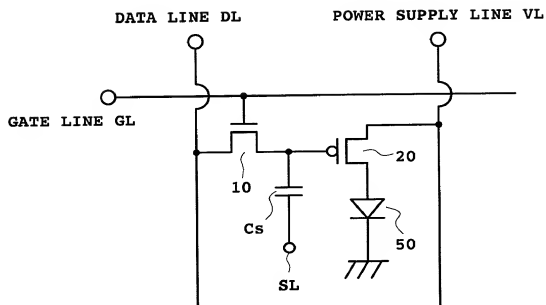 DATA LINE DL
POWER SUPPLY LINE VL
GATE LINE GL
10
20
Cs
50
SL